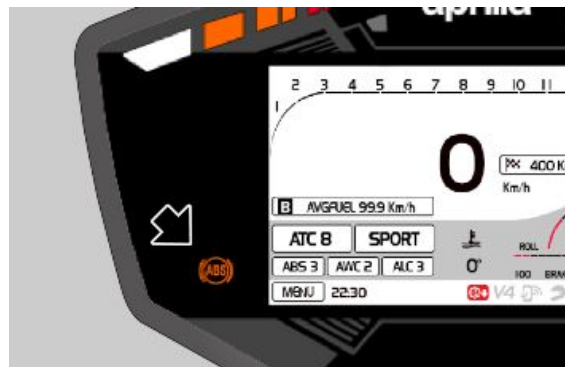 aprilia
2 3 4 5 6 7 8 9 10 11
1
0
400 K
Km/h
B AVGFUEL 99.9 Km/h
ATC 8 SPORT
ROLL
ABS 3 AWC 2 ALC 3 0°
ABS
100 BRAK
MENU 22:30
V4